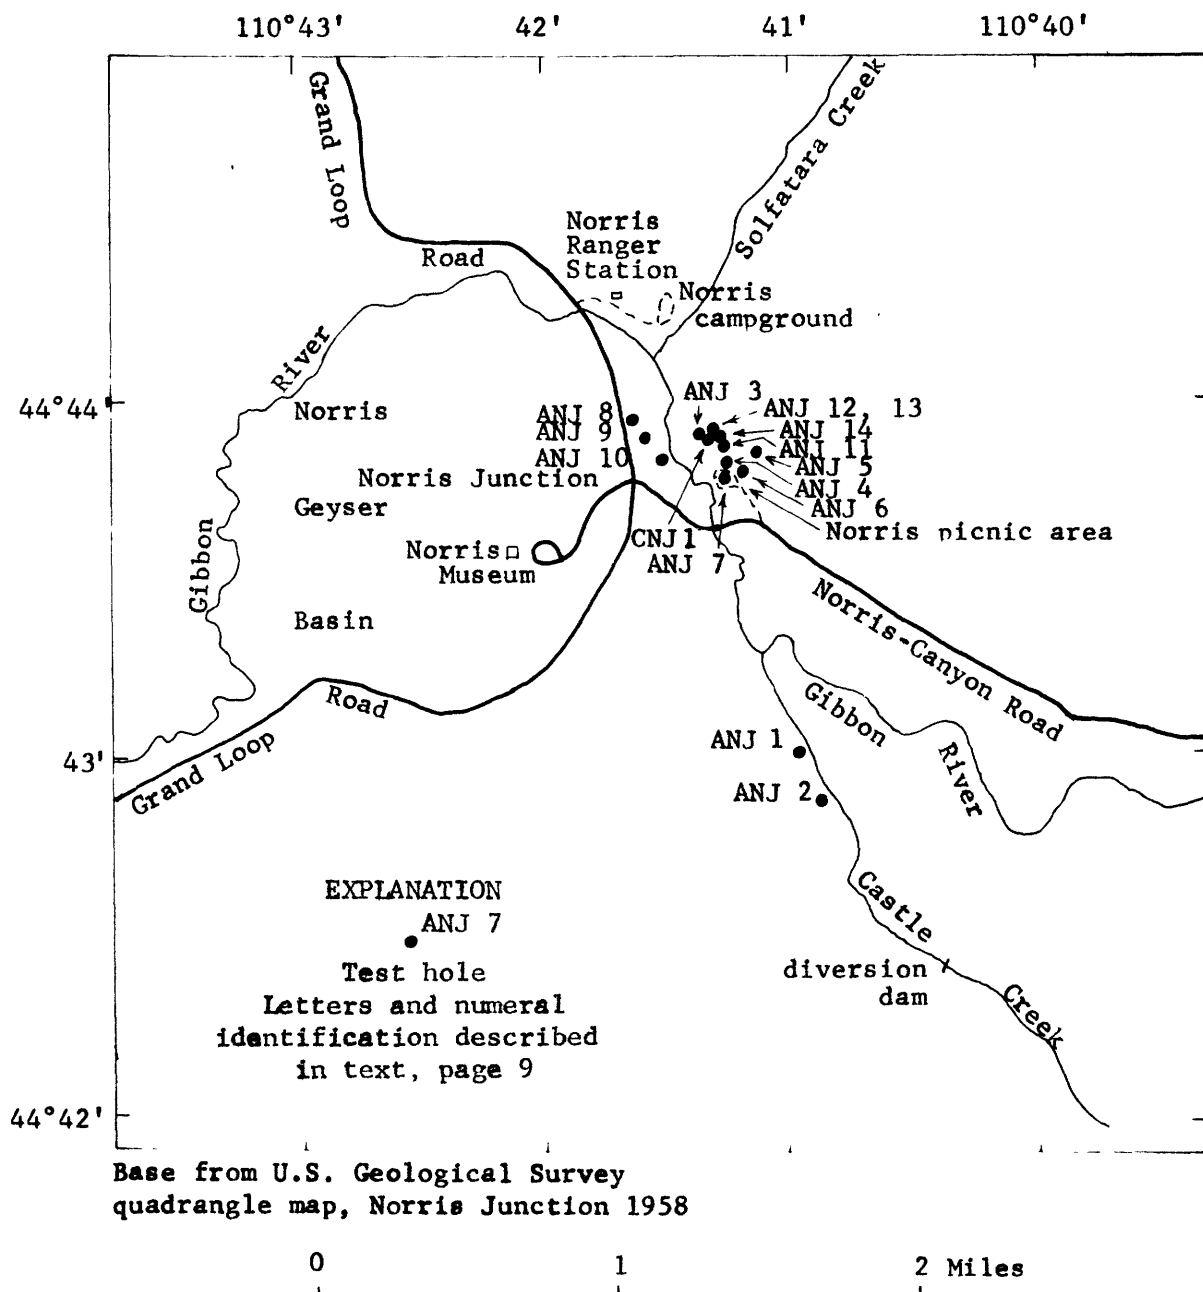 110°43'
42'
41'
110°40'
Grand Loop
Road
Solfatara Creek
Norris
Ranger
Station
Norris
campground
River
44°44'
Norris
ANJ 3
ANJ 8
ANJ 12, 13
ANJ 9
ANJ 14
ANJ 10
ANJ 11
ANJ 5
Norris Junction
ANJ 4
Geyser
ANJ 6
Norris picnic area
CNJ 1
ANJ 7
Norris
Museum
Gibbon
Basin
Norris-Canyon Road
Road
Gibbon
River
43'
Grand Loop
ANJ 1
ANJ 2
EXPLANATION
ANJ 7
Test hole
Letters and numeral
identification described
in text, page 9
Castle
diversion
dam
Creek
44°42'
Base from U.S. Geological Survey
quadrangle map, Norris Junction 1958
0 1 2 Miles